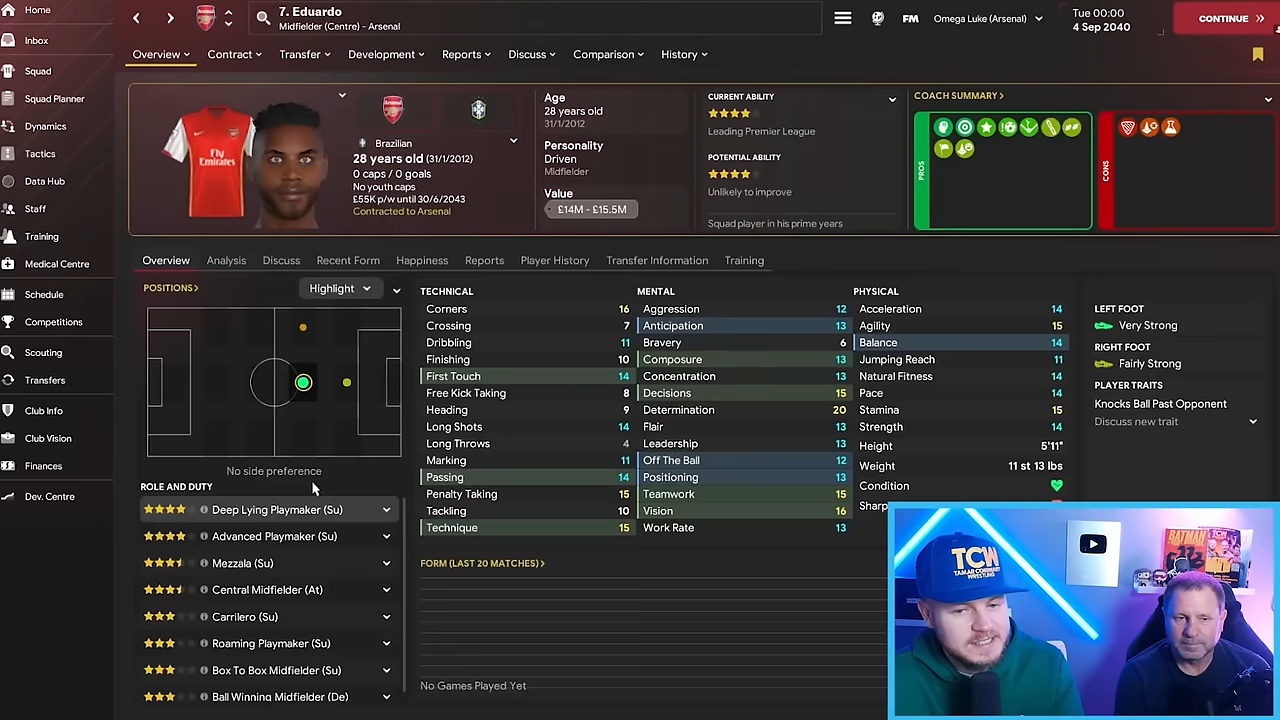 Home
Inbox
Squad
Squad Planner
Dynamics
Tactics
Data Hub
Staff
Training
Medical Centre
Schedule
Competitions
Scouting
Transfers
Club Info
Club Vision
Finances
Dev. Centre
7. Eduardo
Midfielder (Centre) - Arsenal
FM
Omega Luke (Arsenal)
Tue 00:00
4 Sep 2040
CONTINUE
Overview
Contract
Transfer
Development
Reports
Discuss
Comparison
History
Fly
Emirates
Brazilian
28 years old (31/1/2012)
0 caps / 0 goals
No youth caps
£55K p/w until 30/6/2043
Contracted to Arsenal
Age
28 years old
31/1/2012
Personality
Driven
Midfielder
Value
£14M - £15.5M
CURRENT ABILITY
Leading Premier League
POTENTIAL ABILITY
Unlikely to improve
Squad player in his prime years
COACH SUMMARY
PROS
CONS
Overview
Analysis
Discuss
Recent Form
Happiness
Reports
Player History
Transfer Information
Training
POSITIONS
Highlight
No side preference
ROLE AND DUTY
Deep Lying Playmaker (Su)
Advanced Playmaker (Su)
Mezzala (Su)
Central Midfielder (At)
Carrilero (Su)
Roaming Playmaker (Su)
Box To Box Midfielder (Su)
Ball Winning Midfielder (De)
TECHNICAL
Corners 16
Crossing 7
Dribbling 11
Finishing 10
First Touch 14
Free Kick Taking 8
Heading 9
Long Shots 14
Long Throws 4
Marking 11
Passing 14
Penalty Taking 15
Tackling 10
Technique 15
MENTAL
Aggression 12
Anticipation 13
Bravery 6
Composure 13
Concentration 13
Decisions 15
Determination 20
Flair 13
Leadership 13
Off The Ball 12
Positioning 13
Teamwork 15
Vision 16
Work Rate 13
PHYSICAL
Acceleration 14
Agility 15
Balance 14
Jumping Reach 11
Natural Fitness 14
Pace 14
Stamina 15
Strength 14
Height 5'11"
Weight 11 st 13 lbs
Condition
Sharp
LEFT FOOT
Very Strong
RIGHT FOOT
Fairly Strong
PLAYER TRAITS
Knocks Ball Past Opponent
Discuss new trait
FORM (LAST 20 MATCHES)
No Games Played Yet
TCW
TAMAR COMMUNITY
WRESTLING
BATMAN